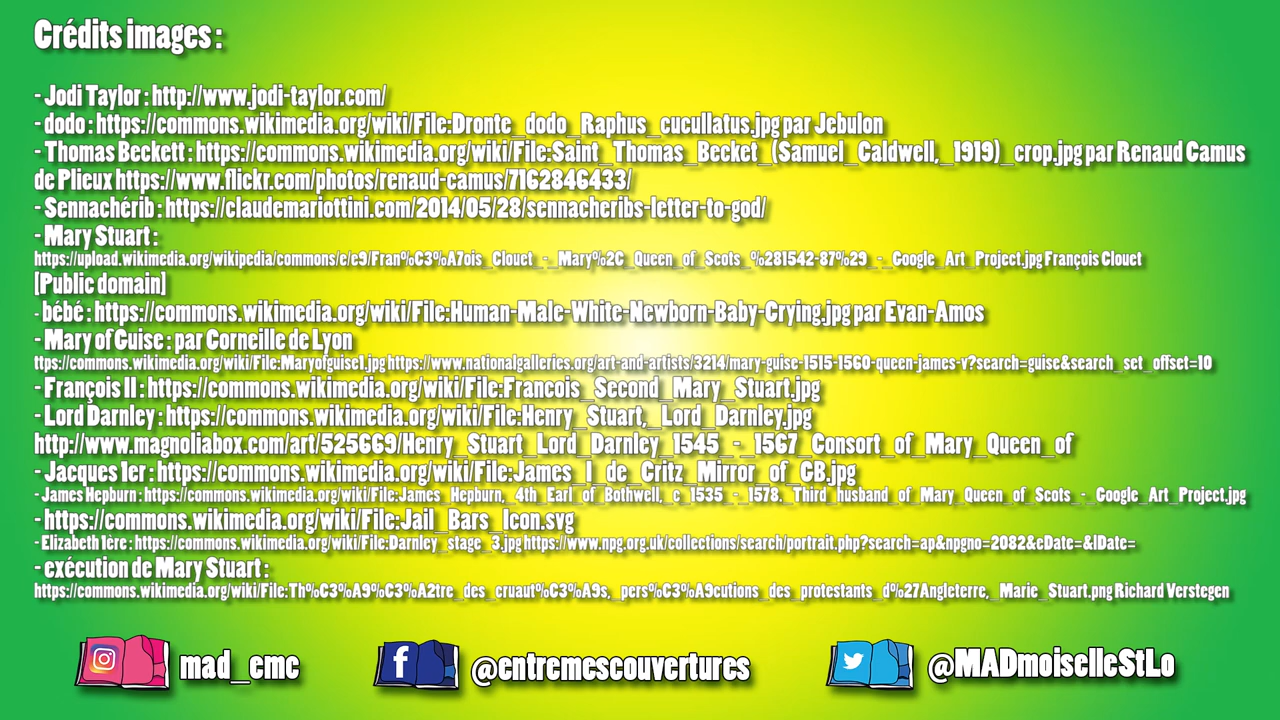 Crédits images :
- Jodi Taylor : http://www.jodi-taylor.com/
- dodo : https://commons.wikimedia.org/wiki/File:Dronte_dodo_Raphus_cucullatus.jpg par Jebulon
- Thomas Beckett : https://commons.wikimedia.org/wiki/File:Saint_Thomas_Becket_(Samuel_Caldwell,_1919)_crop.jpg par Renaud Camus
de Plieux https://www.flickr.com/photos/renaud-camus/7162846433/
- Sennachérib : https://claudemariottini.com/2014/05/28/sennacheribs-letter-to-god/
- Mary Stuart :
https://upload.wikimedia.org/wikipedia/commons/e/e9/Fran%C3%A7ois_Clouet_-_Mary%2C_Queen_of_Scots_%281542-87%29_-_Google_Art_Project.jpg François Clouet
[Public domain]
- bébé : https://commons.wikimedia.org/wiki/File:Human-Male-White-Newborn-Baby-Crying.jpg par Evan-Amos
- Mary of Guise : par Corneille de Lyon
ttps://commons.wikimedia.org/wiki/File:Maryofguise1.jpg https://www.nationalgalleries.org/art-and-artists/3214/mary-guise-1515-1560-queen-james-v?search=guise&search_set_offset=10
- François II : https://commons.wikimedia.org/wiki/File:Francois_Second_Mary_Stuart.jpg
- Lord Darnley : https://commons.wikimedia.org/wiki/File:Henry_Stuart,_Lord_Darnley.jpg
http://www.magnoliabox.com/art/525669/Henry_Stuart_Lord_Darnley_1545_-_1567_Consort_of_Mary_Queen_of
- Jacques 1er : https://commons.wikimedia.org/wiki/File:James_I_de_Critz_Mirror_of_GB.jpg
- James Hepburn : https://commons.wikimedia.org/wiki/File:James_Hepburn,_4th_Earl_of_Bothwell,_c_1535_-_1578._Third_husband_of_Mary_Queen_of_Scots_-_Google_Art_Project.jpg
- https://commons.wikimedia.org/wiki/File:Jail_Bars_Icon.svg
- Elizabeth 1ère : https://commons.wikimedia.org/wiki/File:Darnley_stage_3.jpg https://www.npg.org.uk/collections/search/portrait.php?search=ap&npgno=2082&eDate=&lDate=
- exécution de Mary Stuart :
https://commons.wikimedia.org/wiki/File:Th%C3%A9%C3%A2tre_des_cruaut%C3%A9s,_pers%C3%A9cutions_des_protestants_d%27Angleterre,_Marie_Stuart.png Richard Verstegen
mad_emc @entremescouvertures @MADmoiselleStLo